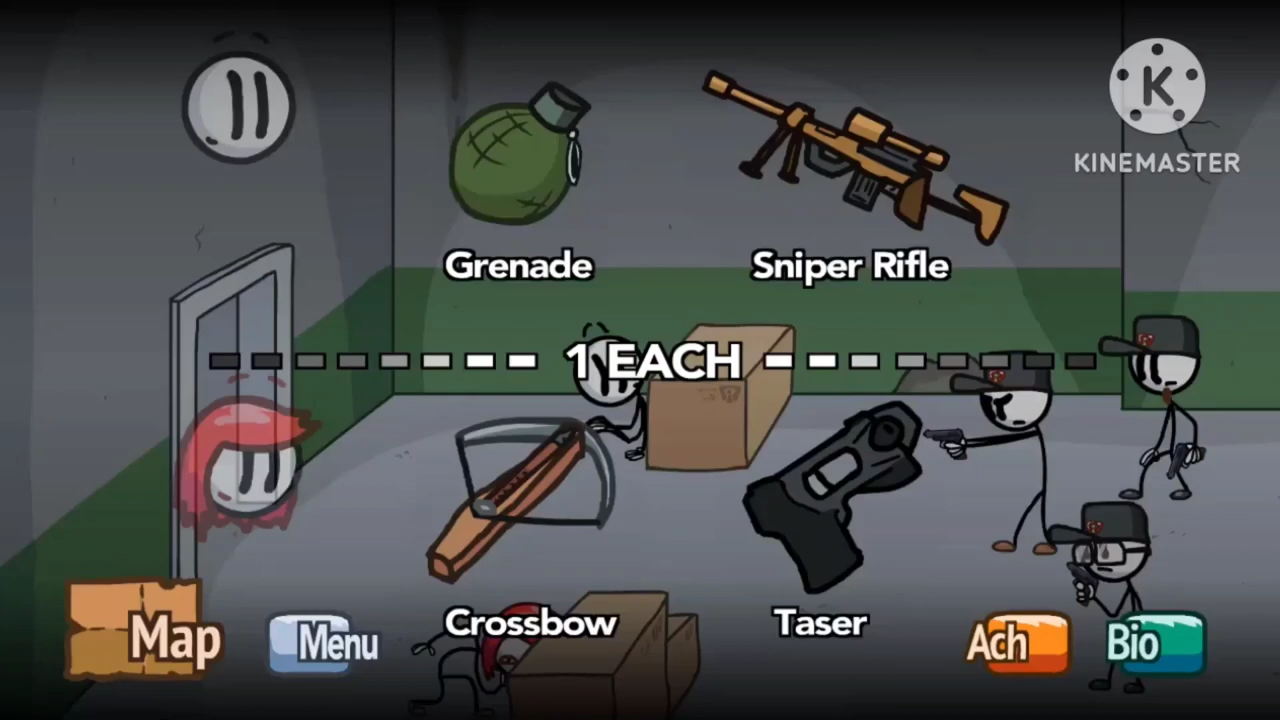 K
KINEMASTER
Grenade
Sniper Rifle
1 EACH
Crossbow
Taser
Map
Menu
Ach
Bio